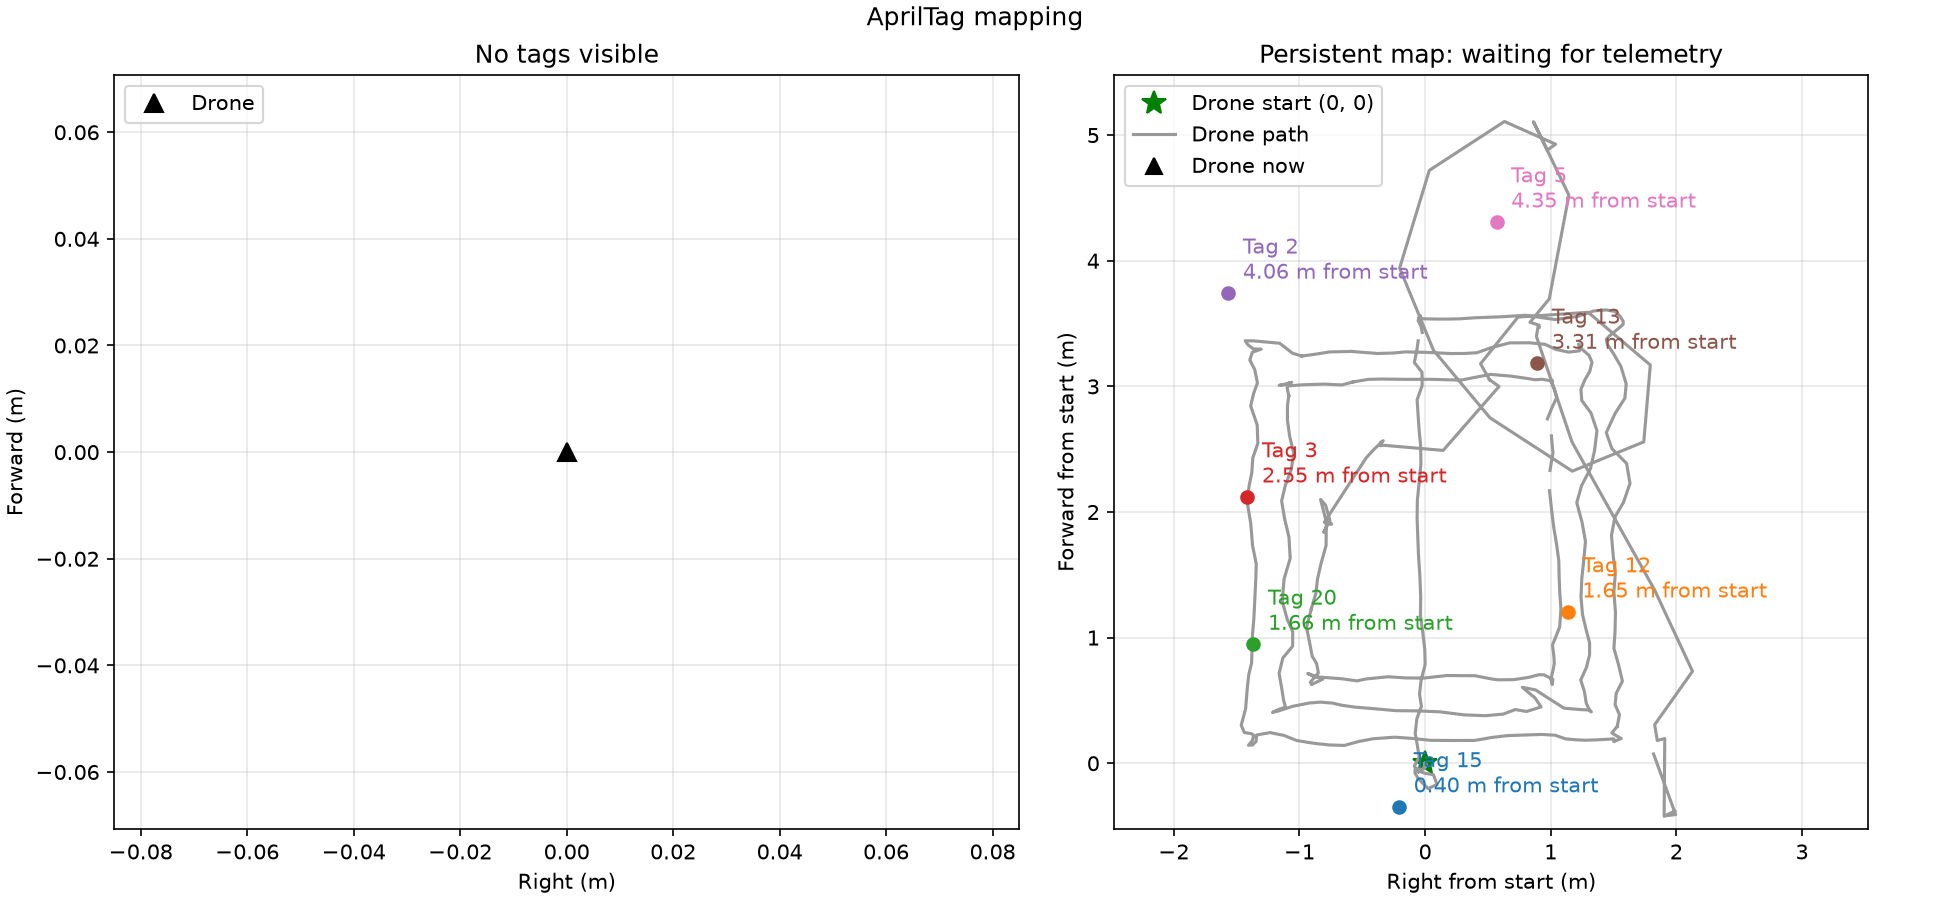 AprilTag mapping
No tags visible
Drone
0.06
0.04
0.02
0.00
−0.02
−0.04
−0.06
Forward (m)
−0.08
−0.06
−0.04
−0.02
0.00
0.02
0.04
0.06
0.08
Right (m)
Persistent map: waiting for telemetry
Drone start (0, 0)
Drone path
Drone now
Tag 5
4.35 m from start
Tag 2
4.06 m from start
Tag 13
3.31 m from start
Tag 3
2.55 m from start
Tag 12
1.65 m from start
Tag 20
1.66 m from start
Tag 15
0.40 m from start
5
4
3
2
1
0
Forward from start (m)
−2
−1
0
1
2
3
Right from start (m)